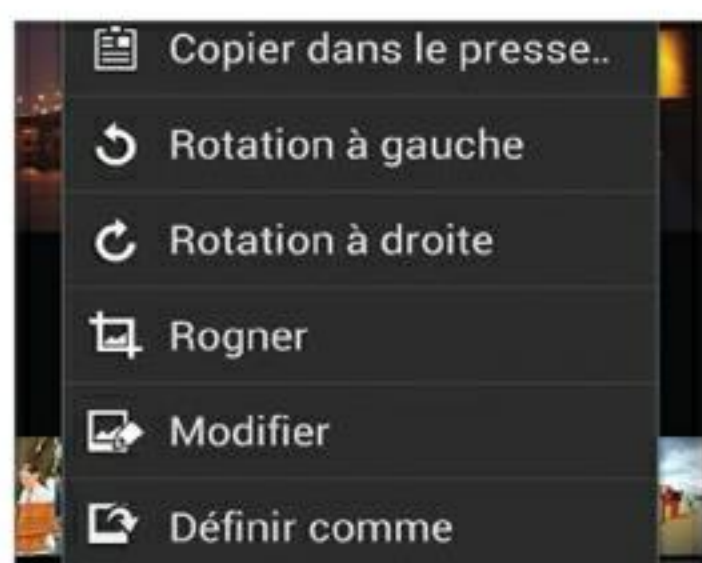 Copier dans le presse..
Rotation à gauche
Rotation à droite
Rogner
Modifier
Définir comme